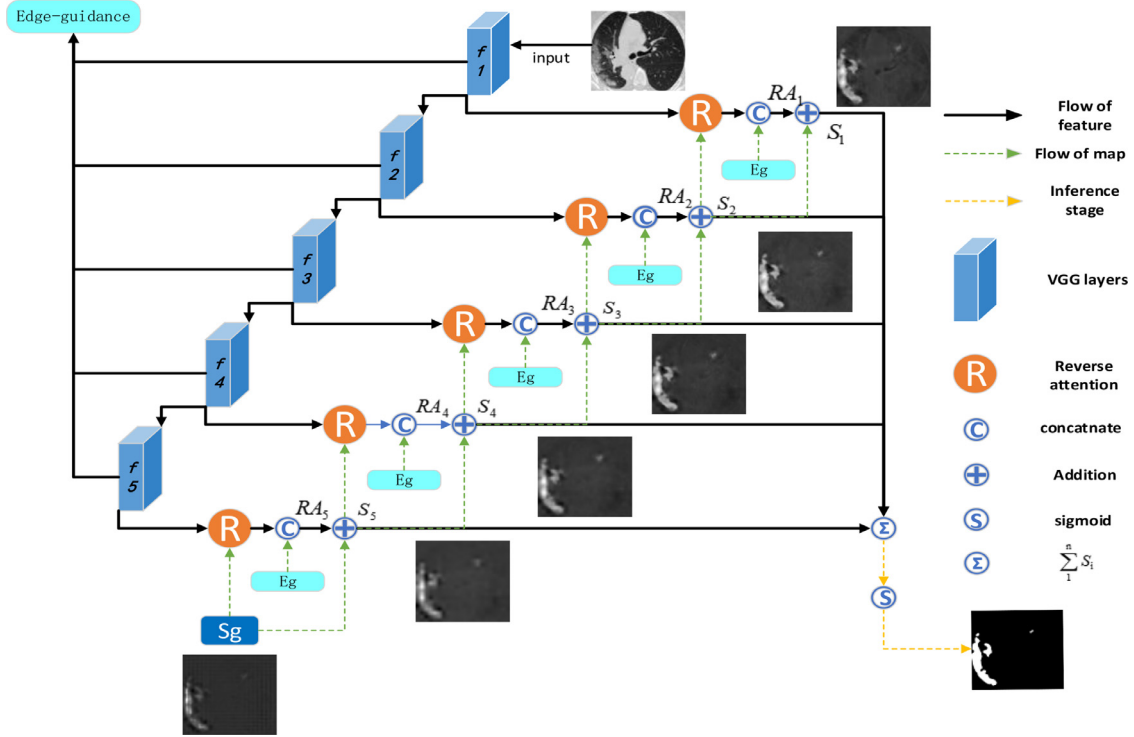 Edge-guidance
f
1
input
RA1
R
C
S1
Eg
Flow of
feature
Flow of map
Inference
stage
f
2
RA2
R
C
S2
Eg
f
3
VGG layers
RA3
R
C
S3
Eg
f
4
R
Reverse
attention
RA4
R
C
S4
Eg
C
concatnate
f
5
Addition
RA5
R
C
S5
Eg
Σ
S
sigmoid
Σ
n
∑ Si
1
S
Sg